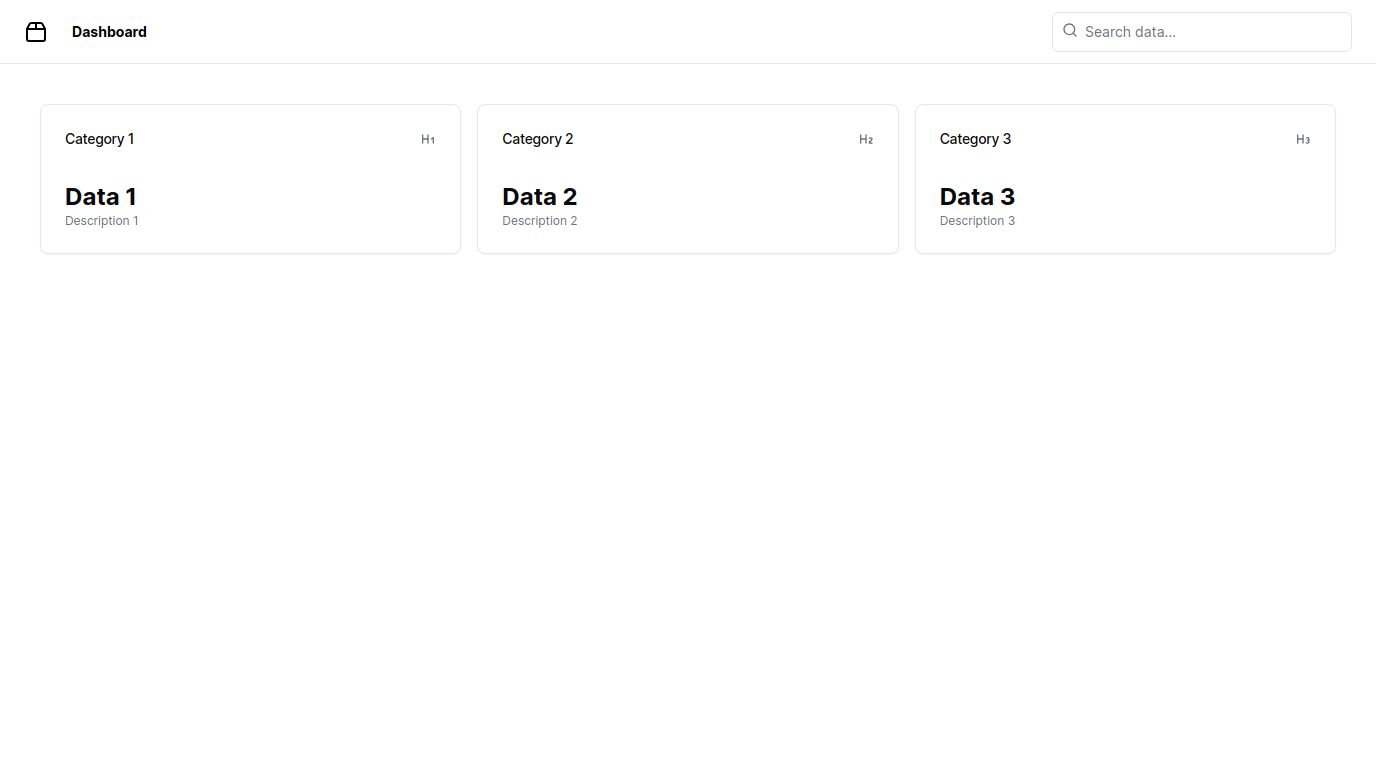 Dashboard
Search data...
Category 1
H1
Category 2
H2
Category 3
H3
Data 1
Description 1
Data 2
Description 2
Data 3
Description 3